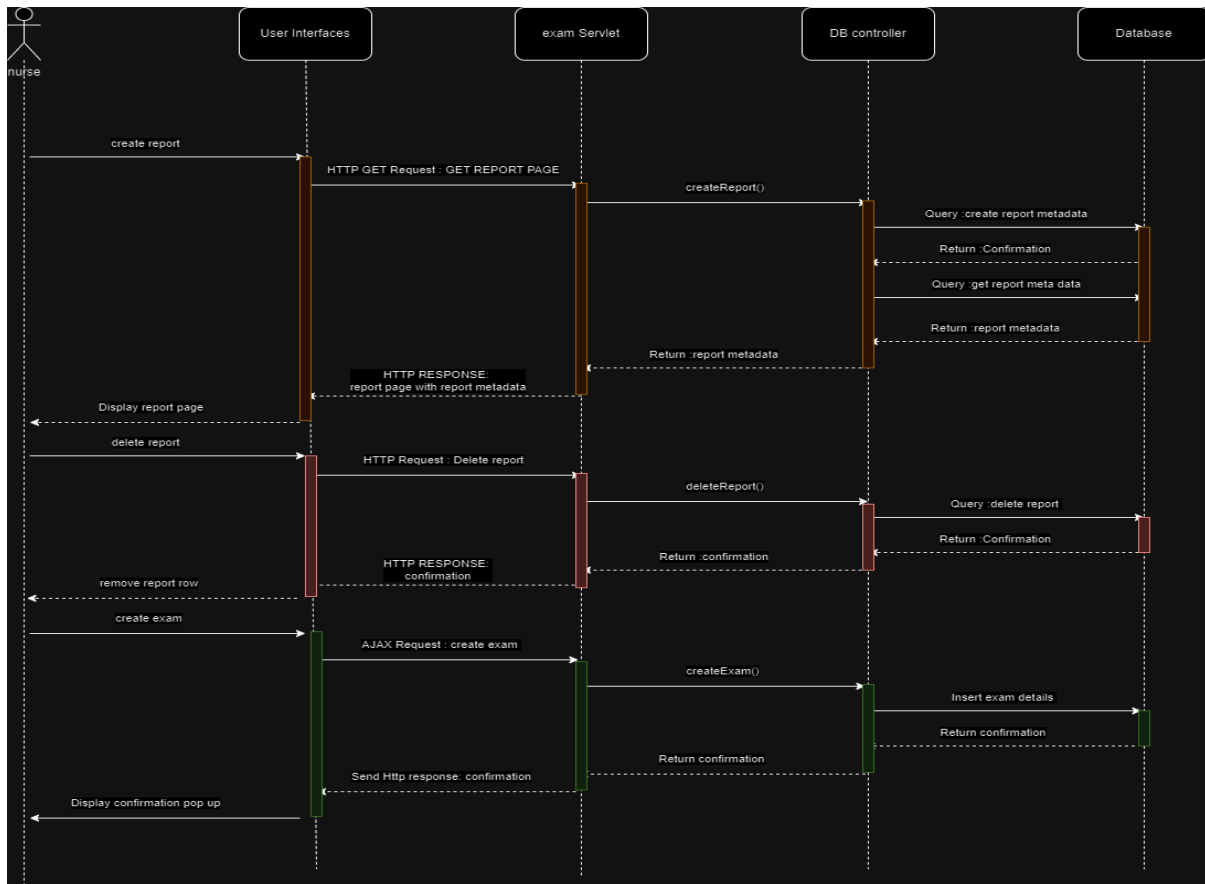 User Interfaces
exam Servlet
DB controller
Database
nurse
create report
HTTP GET Request : GET REPORT PAGE
createReport()
Query :create report metadata
Return :Confirmation
Query :get report meta data
Return :report metadata
Return :report metadata
HTTP RESPONSE:
report page with report metadata
Display report page
delete report
HTTP Request : Delete report
deleteReport()
Query :delete report
Return :Confirmation
Return :confirmation
HTTP RESPONSE:
confirmation
remove report row
create exam
AJAX Request : create exam
createExam()
Insert exam details
Return confirmation
Return confirmation
Send Http response: confirmation
Display confirmation pop up